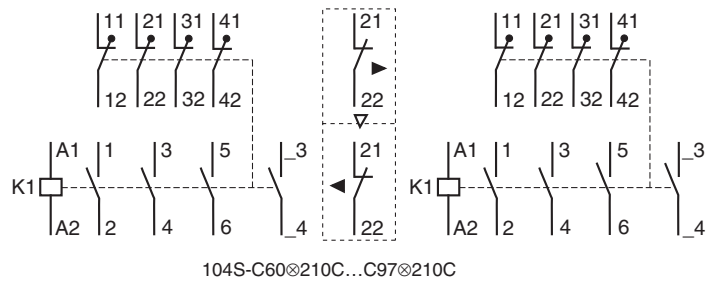 11 21 31 41 21 11 21 31 41
12 22 32 42 22 12 22 32 42
A1 1 3 5 _3 21 A1 1 3 5 _3
K1 K1
A2 2 4 6 _4 22 A2 2 4 6 _4
104S-C60⊗210C...C97⊗210C